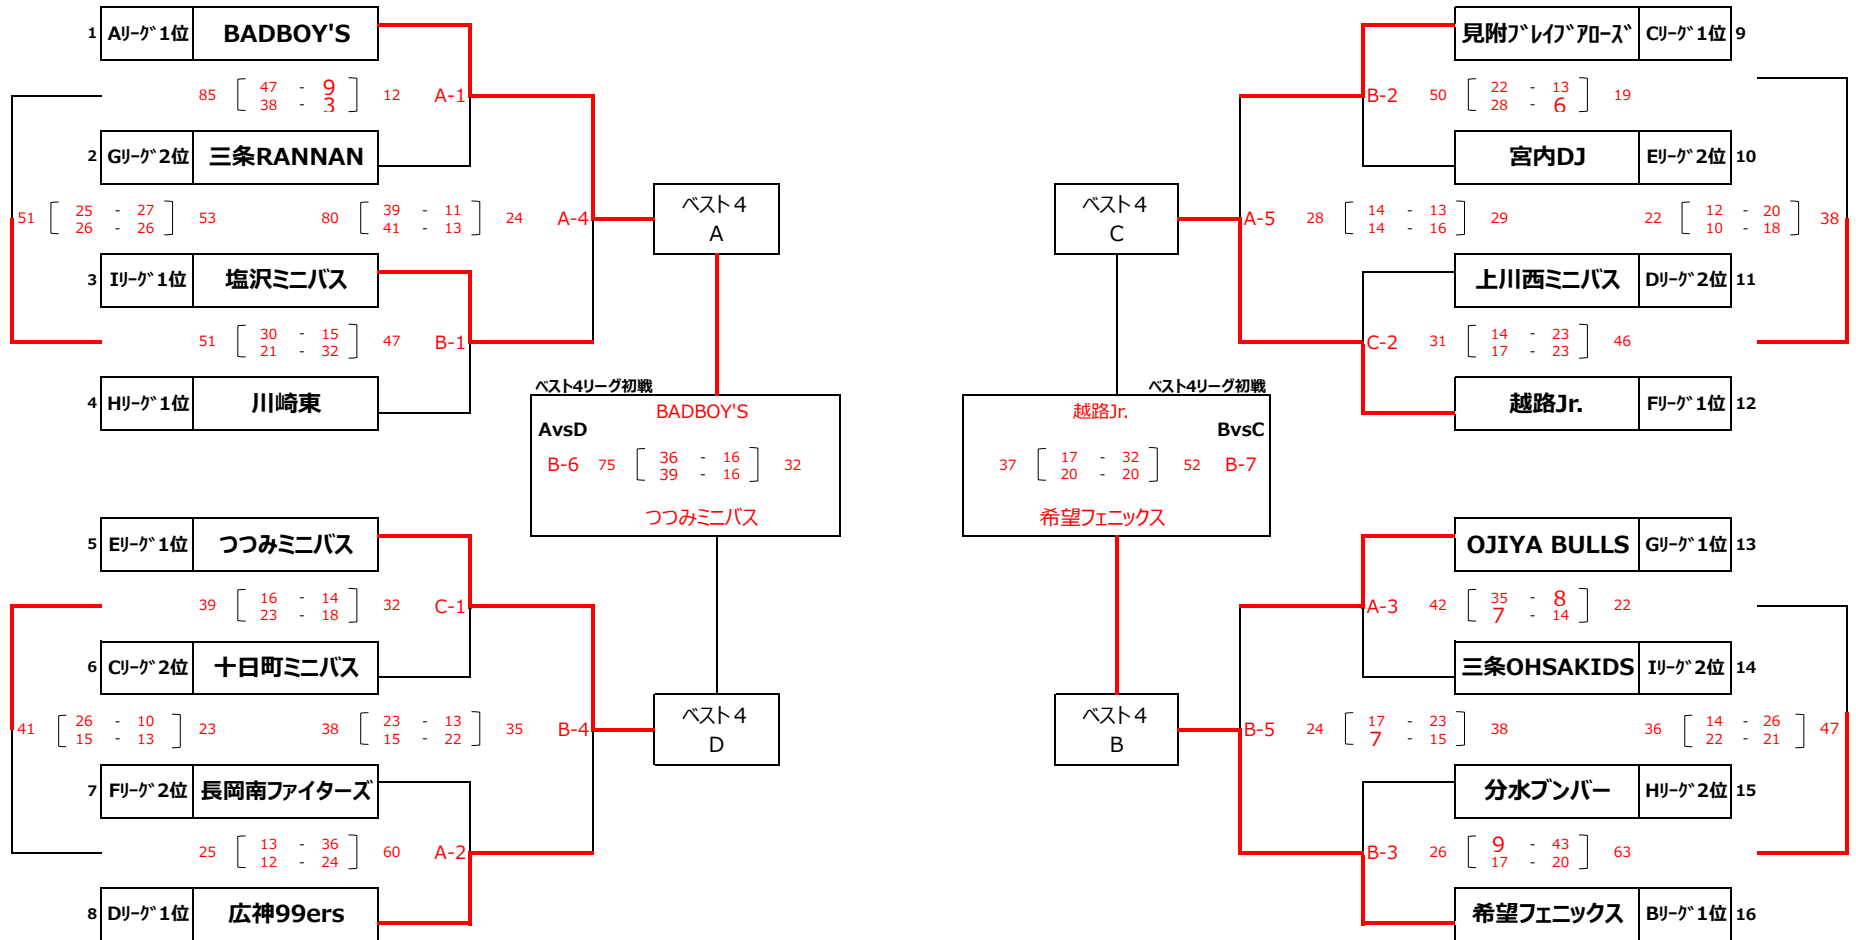 1 Aﾘｰｸﾞ1位 BADBOY'S
85 47 - 9 12 A-1
38 - 3
2 Gﾘｰｸﾞ2位 三条RANNAN
51 25 - 27 53 80 39 - 11 24 A-4
26 - 26 41 - 13
3 Iﾘｰｸﾞ1位 塩沢ミニバス
51 30 - 15 47 B-1
21 - 32
4 Hﾘｰｸﾞ1位 川崎東
ベスト４
A
ベスト4リーグ初戦
BADBOY'S
AvsD
B-6 75 36 - 16 32
39 - 16
つつみミニバス
5 Eﾘｰｸﾞ1位 つつみミニバス
39 16 - 14 32 C-1
23 - 18
6 Cﾘｰｸﾞ2位 十日町ミニバス
41 26 - 10 23 38 23 - 13 35 B-4
15 - 13 15 - 22
7 Fﾘｰｸﾞ2位 長岡南ファイターズ
25 13 - 36 60 A-2
12 - 24
8 Dﾘｰｸﾞ1位 広神99ers
ベスト４
D
見附ﾌﾞﾚｲﾌﾞｱﾛｰｽﾞ Cﾘｰｸﾞ1位 9
B-2 50 22 - 13 19
28 - 6
宮内DJ Eﾘｰｸﾞ2位 10
A-5 28 14 - 13 29 22 12 - 20 38
14 - 16 10 - 18
上川西ミニバス Dﾘｰｸﾞ2位 11
C-2 31 14 - 23 46
17 - 23
越路Jr. Fﾘｰｸﾞ1位 12
ベスト４
C
ベスト4リーグ初戦
越路Jr.
BvsC
37 17 - 32 52 B-7
20 - 20
希望フェニックス
OJIYA BULLS Gﾘｰｸﾞ1位 13
A-3 42 35 - 8 22
7 - 14
三条OHSAKIDS Iﾘｰｸﾞ2位 14
B-5 24 17 - 23 38 36 14 - 26 47
7 - 15 22 - 21
分水ブンバー Hﾘｰｸﾞ2位 15
B-3 26 9 - 43 63
17 - 20
希望フェニックス Bﾘｰｸﾞ1位 16
ベスト４
B